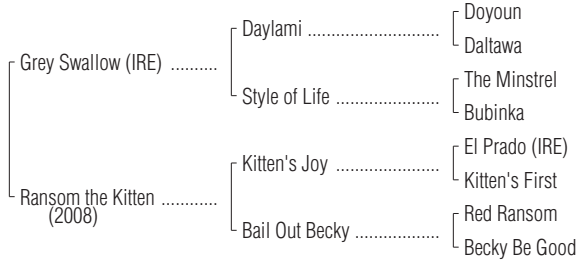 Doyoun
Daylami ............................
Daltawa
Grey Swallow (IRE) ..........
The Minstrel
Style of Life ......................
Bubinka
El Prado (IRE)
Kitten's Joy ......................
Kitten's First
Ransom the Kitten ............
(2008)
Red Ransom
Bail Out Becky ..................
Becky Be Good